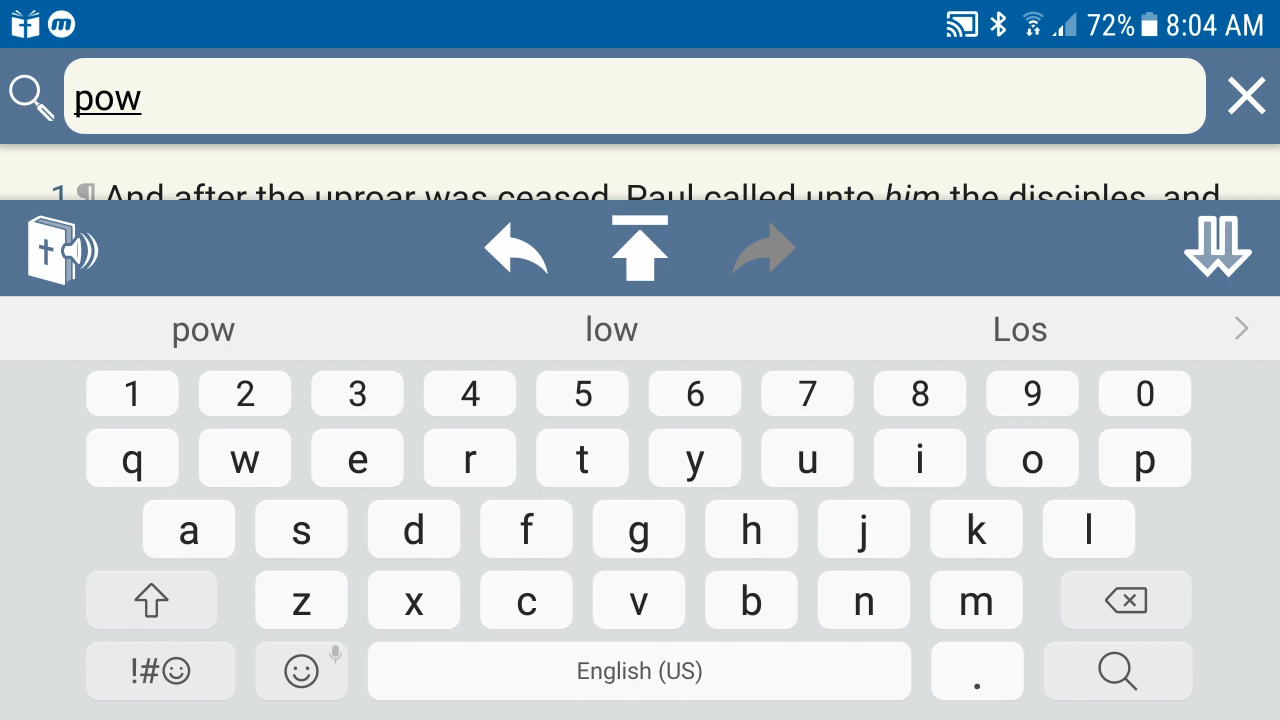 72% 8:04 AM
pow
1 ¶ And after the uproar was ceased, Paul called unto him the disciples, and
pow low Los
1 2 3 4 5 6 7 8 9 0
q w e r t y u i o p
a s d f g h j k l
z x c v b n m
!#☺ English (US) .